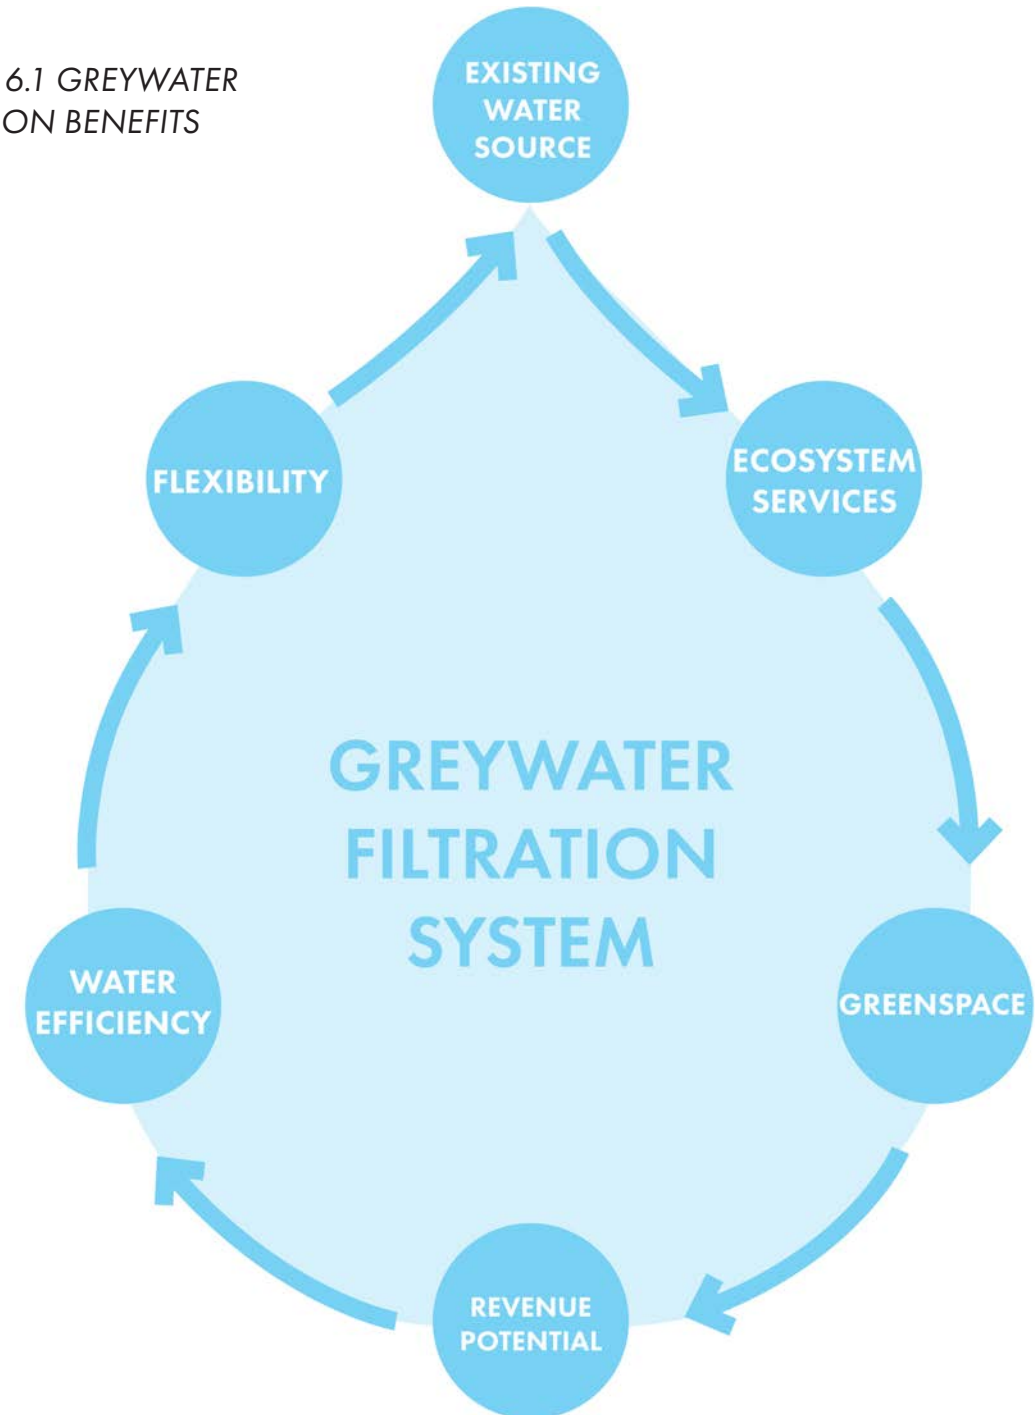 6.1 GREYWATER
ON BENEFITS
EXISTING
WATER
SOURCE
ECOSYSTEM
SERVICES
GREENSPACE
REVENUE
POTENTIAL
WATER
EFFICIENCY
FLEXIBILITY
GREYWATER
FILTRATION
SYSTEM